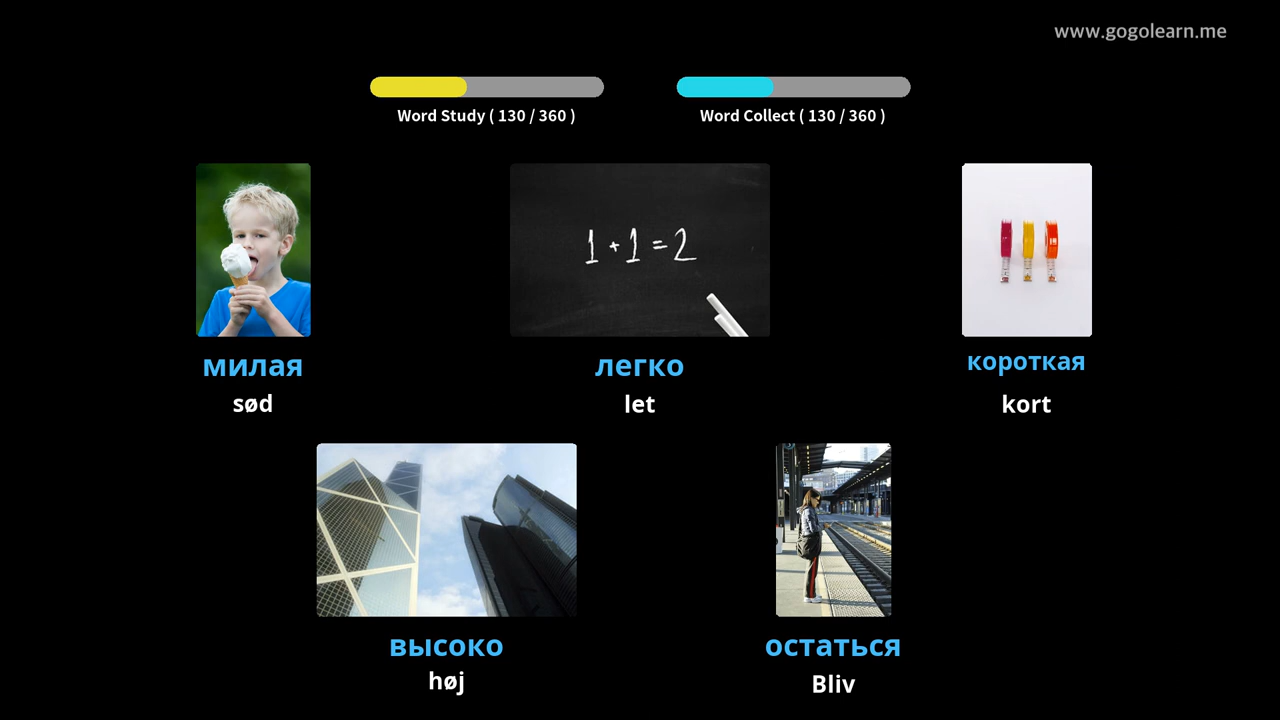 www.gogolearn.me
Word Study ( 130 / 360 )
Word Collect ( 130 / 360 )
1 + 1 = 2
милая
sød
легко
let
короткая
kort
высоко
høj
остаться
Bliv